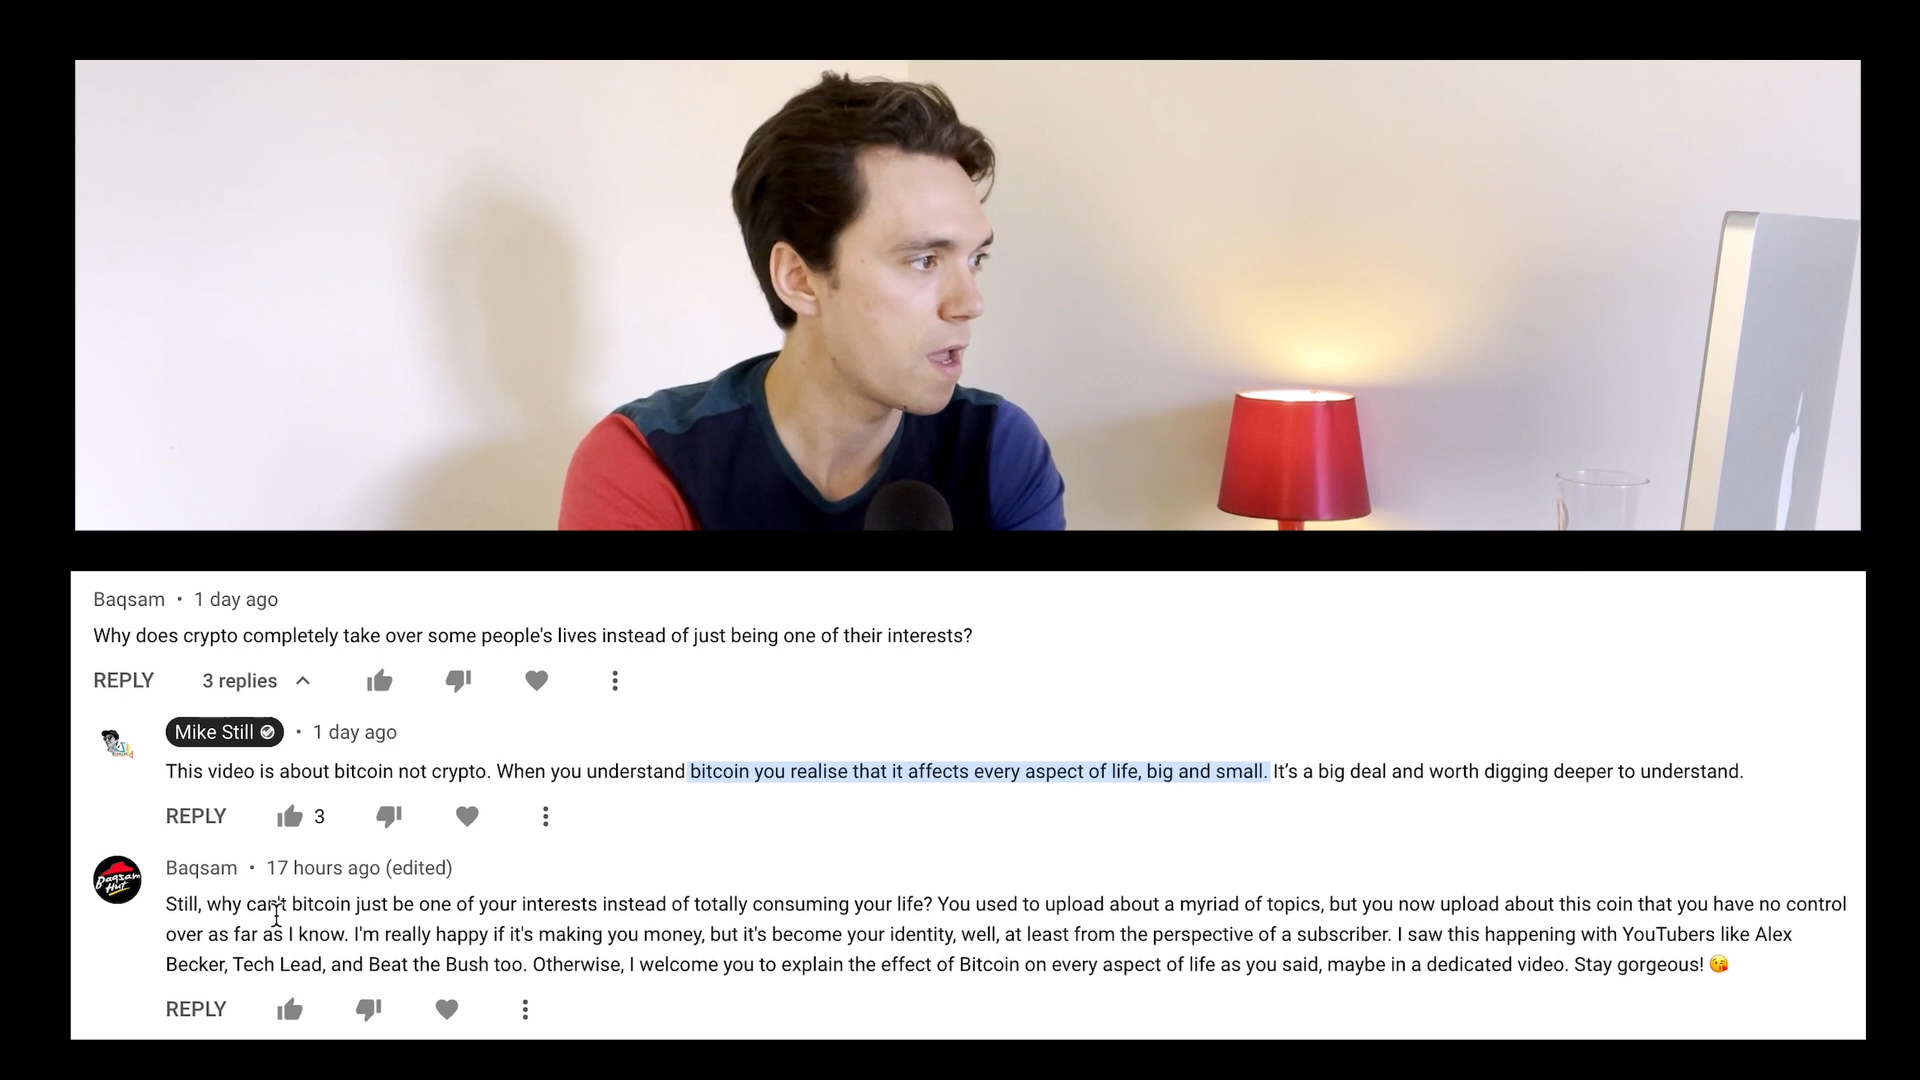 Baqsam • 1 day ago
Why does crypto completely take over some people's lives instead of just being one of their interests?
REPLY 3 replies
Mike Still • 1 day ago
This video is about bitcoin not crypto. When you understand bitcoin you realise that it affects every aspect of life, big and small. It’s a big deal and worth digging deeper to understand.
REPLY 3
Baqsam • 17 hours ago (edited)
Baqsam
Hut
Still, why can't bitcoin just be one of your interests instead of totally consuming your life? You used to upload about a myriad of topics, but you now upload about this coin that you have no control
over as far as I know. I'm really happy if it's making you money, but it's become your identity, well, at least from the perspective of a subscriber. I saw this happening with YouTubers like Alex
Becker, Tech Lead, and Beat the Bush too. Otherwise, I welcome you to explain the effect of Bitcoin on every aspect of life as you said, maybe in a dedicated video. Stay gorgeous! 😘
REPLY